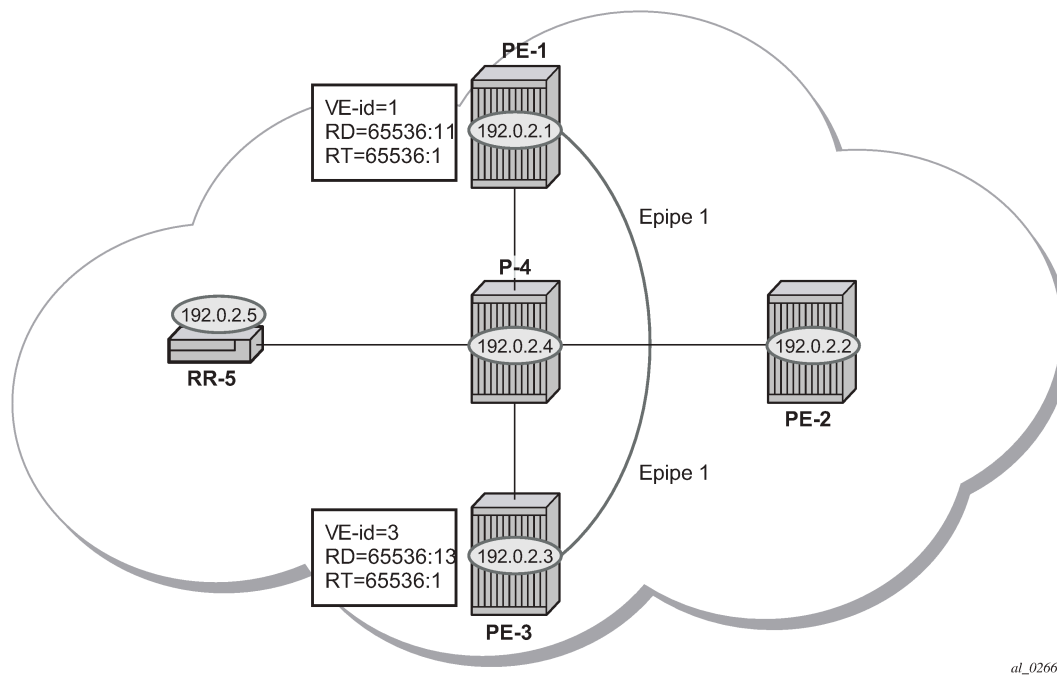 PE-1
VE-id=1
RD=65536:11
RT=65536:1
192.0.2.1
Epipe 1
P-4
192.0.2.5
192.0.2.4
192.0.2.2
RR-5
PE-2
Epipe 1
VE-id=3
RD=65536:13
RT=65536:1
192.0.2.3
PE-3
al_0266